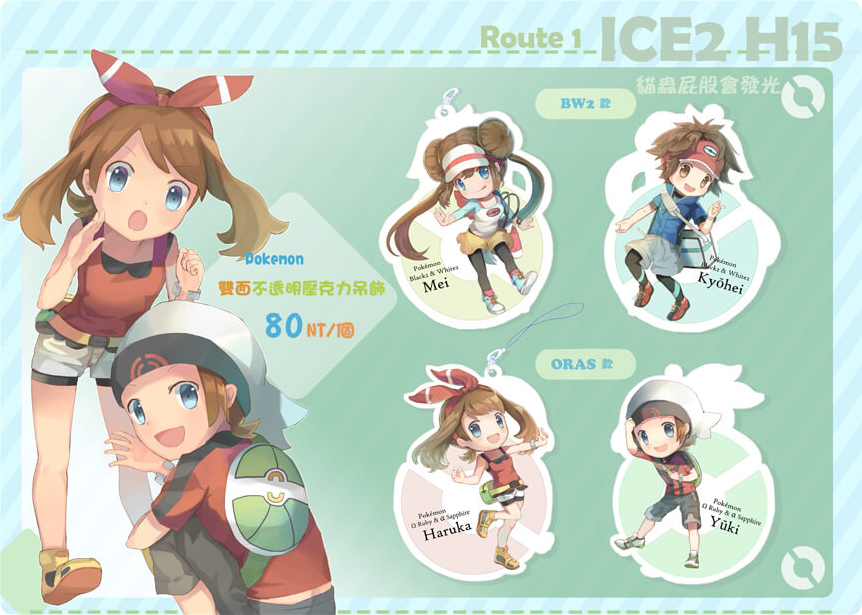 Route 1 ICE2 H15
貓蟲屁股會發光
BW2 款
Pokémon
Black2 & White2
Mei
Pokémon
Black2 & White2
Kyōhei
Pokemon
雙面不透明壓克力吊飾
80NT/個
ORAS 款
Pokémon
Ω Ruby & α Sapphire
Haruka
Pokémon
Ω Ruby & α Sapphire
Yūki